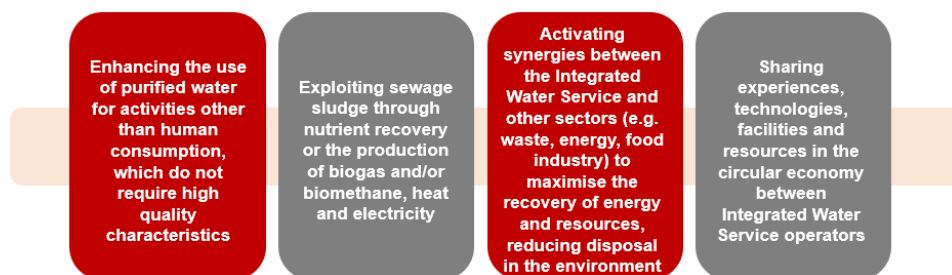 Enhancing the use
of purified water
for activities other
than human
consumption,
which do not
require high
quality
characteristics
Exploiting sewage
sludge through
nutrient recovery
or the production
of biogas and/or
biomethane, heat
and electricity
Activating
synergies between
the Integrated
Water Service and
other sectors (e.g.
waste, energy, food
industry) to
maximise the
recovery of energy
and resources,
reducing disposal
in the environment
Sharing
experiences,
technologies,
facilities and
resources in the
circular economy
between
Integrated Water
Service operators